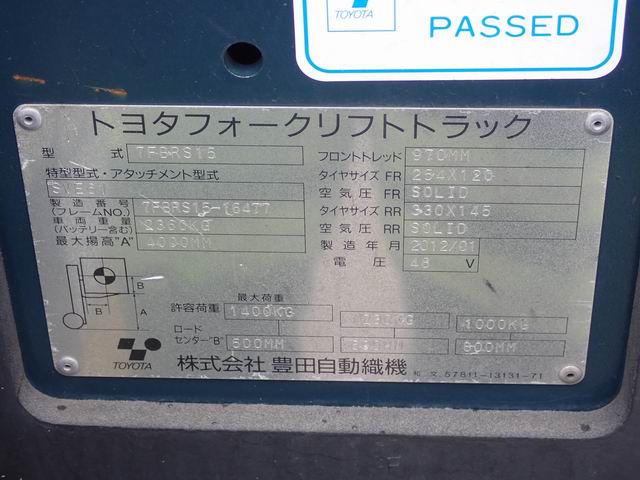 TOYOTA
PASSED
トヨタフォークリフトトラック
型 式 7FBRS15
特型型式・アタッチメント型式
製造番号 (フレームNO.) 7FBRS15-16477
車両重量 (バッテリー含む)
最大揚高"A" 4000MM
フロントトレッド 970MM
タイヤサイズ FR 254X120
空気圧 FR SOLID
タイヤサイズ RR 330X145
空気圧 RR SOLID
製造年月 2012/01
電圧 48 V
B
B
A
最大荷重
許容荷重 1400KG 1000KG
ロードセンター"B" 500MM 800MM
TOYOTA
株式会社 豊田自動織機
和文 57811-13131-71